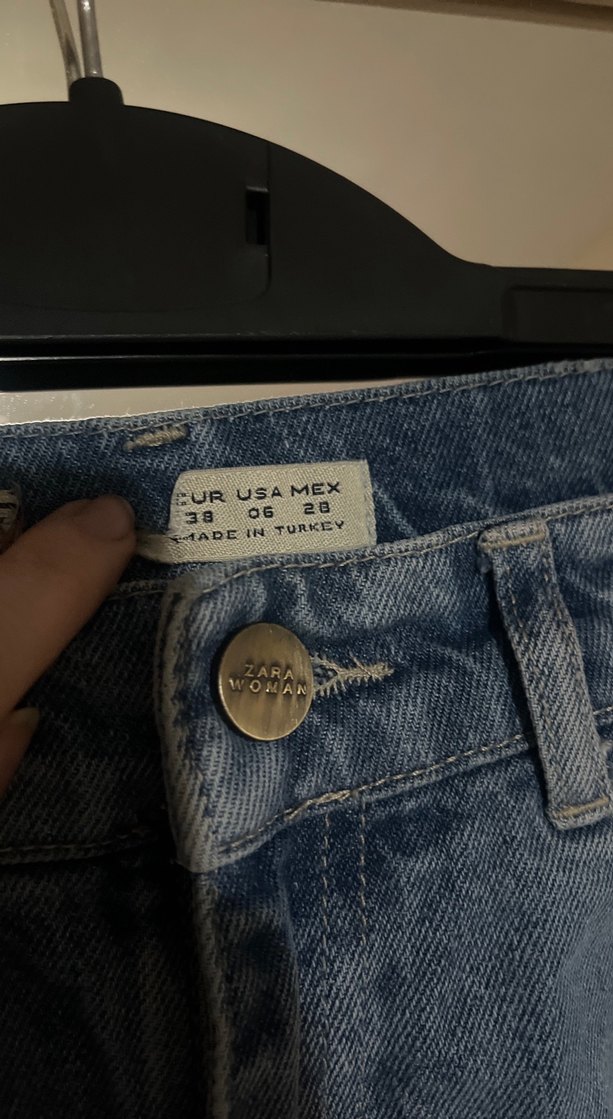 EUR USA MEX
38 06 28
MADE IN TURKEY
ZARA
WOMAN